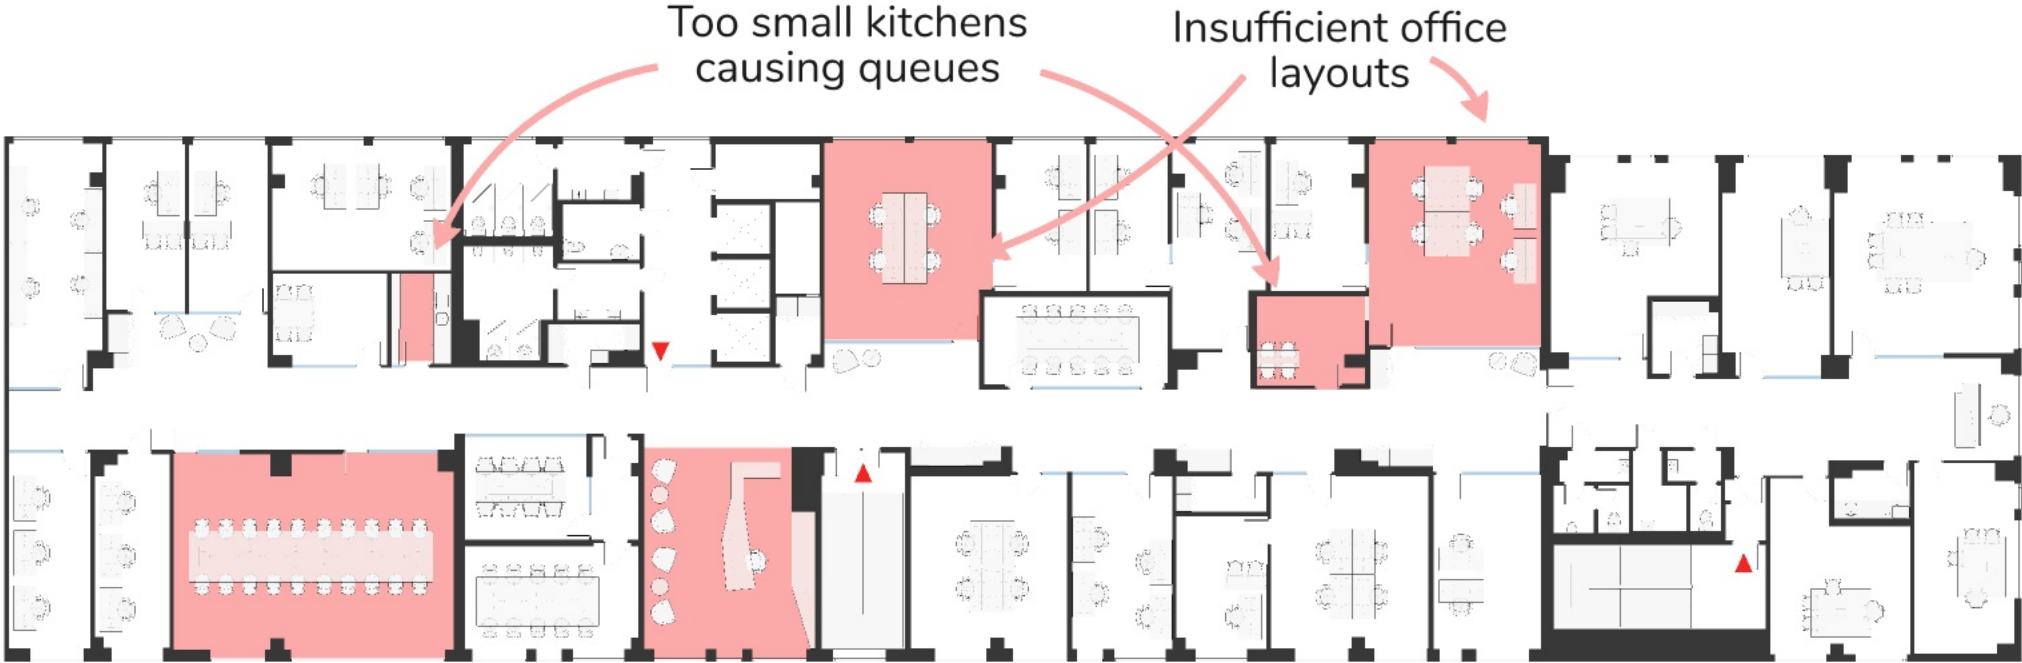 Too small kitchens
causing queues
Insufficient office
layouts